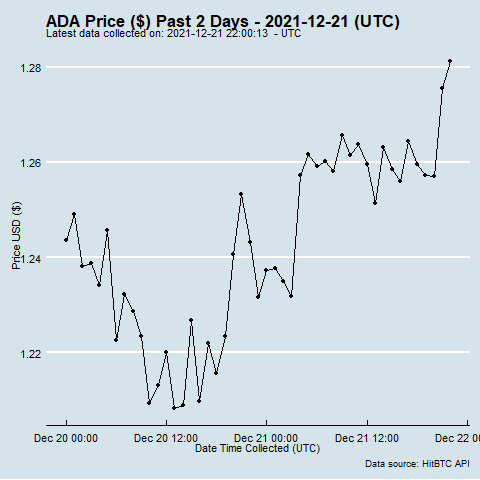 ADA Price ($) Past 2 Days - 2021-12-21 (UTC)
Latest data collected on: 2021-12-21 22:00:13 - UTC
1.28
1.26
1.24
1.22
Price USD ($)
Dec 20 00:00 Dec 20 12:00 Dec 21 00:00 Dec 21 12:00 Dec 22 00
Date Time Collected (UTC)
Data source: HitBTC API